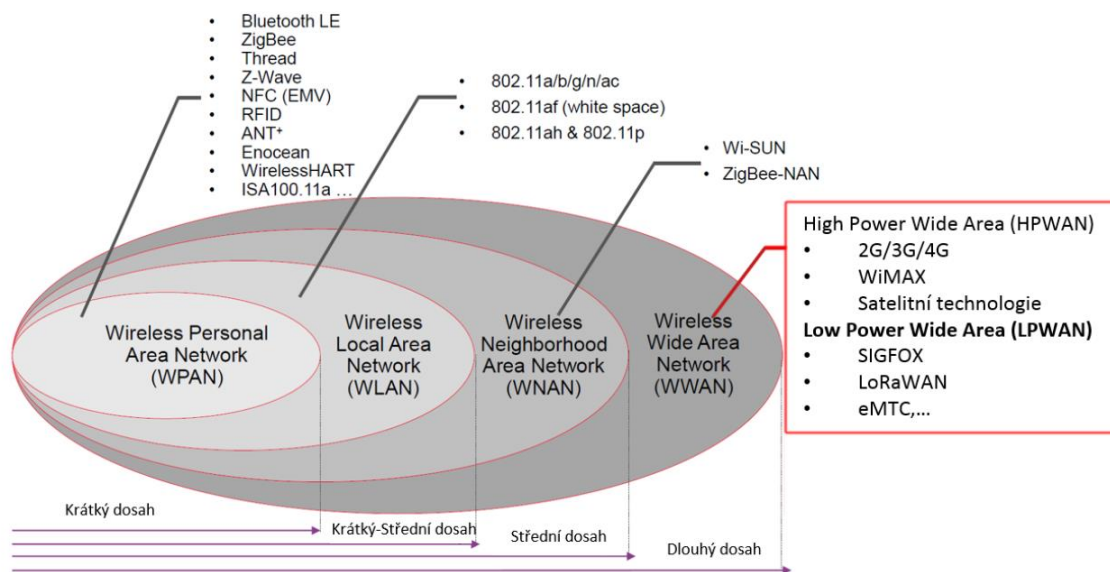 • Bluetooth LE
• ZigBee
• Thread
• Z-Wave
• NFC (EMV)
• RFID
• ANT⁺
• Enocean
• WirelessHART
• ISA100.11a ...
• 802.11a/b/g/n/ac
• 802.11af (white space)
• 802.11ah & 802.11p
• Wi-SUN
• ZigBee-NAN
High Power Wide Area (HPWAN)
• 2G/3G/4G
• WiMAX
• Satelitní technologie
Low Power Wide Area (LPWAN)
• SIGFOX
• LoRaWAN
• eMTC,...
Wireless Personal
Area Network
(WPAN)
Wireless
Local Area
Network
(WLAN)
Wireless
Neighborhood
Area Network
(WNAN)
Wireless
Wide Area
Network
(WWAN)
Krátký dosah
Krátký-Střední dosah
Střední dosah
Dlouhý dosah